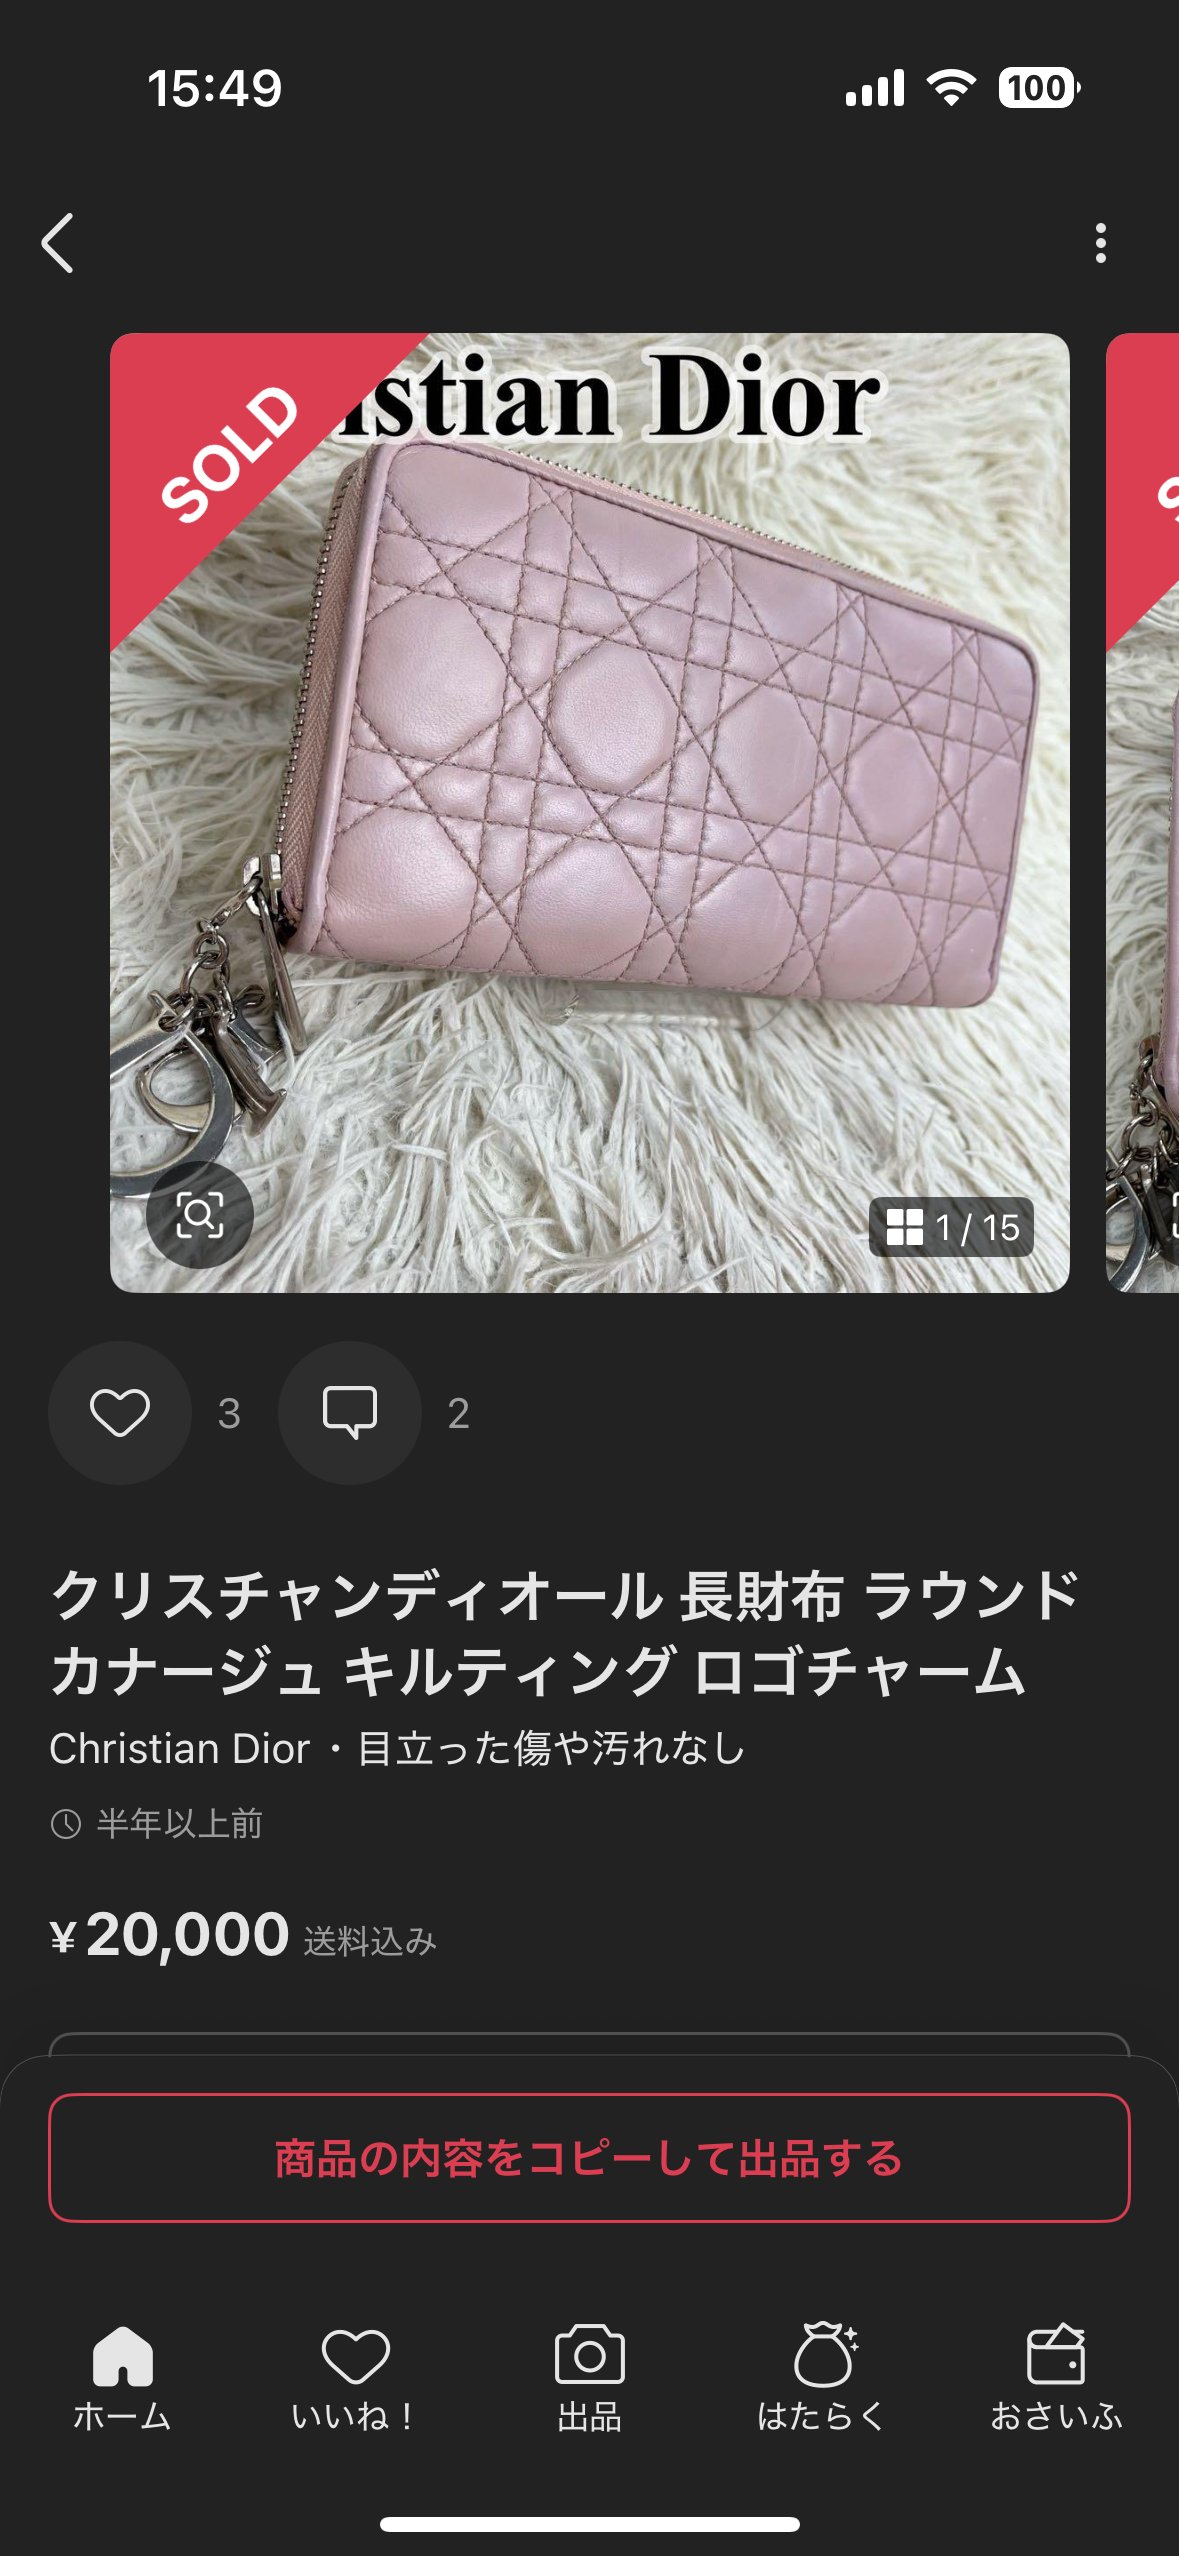 15:49
100
SOLD
istian Dior
1 / 15
3
2
クリスチャンディオール 長財布 ラウンド
カナージュ キルティング ロゴチャーム
Christian Dior・目立った傷や汚れなし
半年以上前
¥20,000 送料込み
商品の内容をコピーして出品する
ホーム
いいね！
出品
はたらく
おさいふ